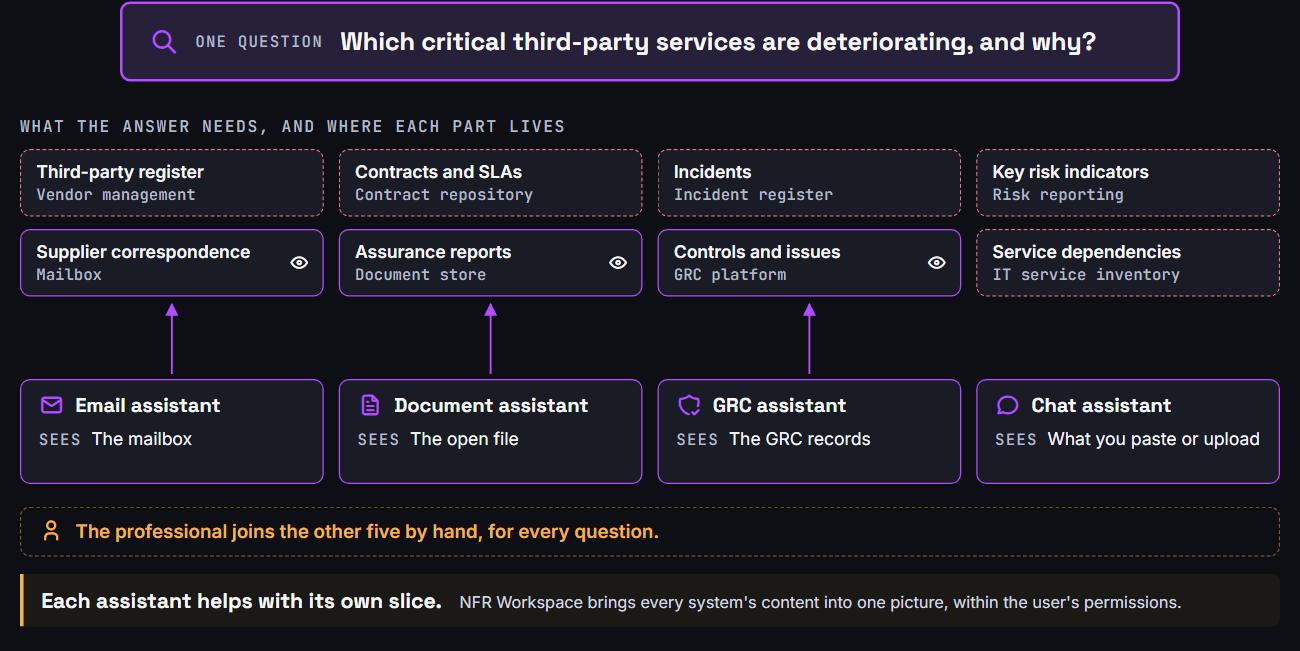 ONE QUESTION Which critical third-party services are deteriorating, and why?
WHAT THE ANSWER NEEDS, AND WHERE EACH PART LIVES
Third-party register
Vendor management
Contracts and SLAs
Contract repository
Incidents
Incident register
Key risk indicators
Risk reporting
Supplier correspondence
Mailbox
Assurance reports
Document store
Controls and issues
GRC platform
Service dependencies
IT service inventory
Email assistant
SEES The mailbox
Document assistant
SEES The open file
GRC assistant
SEES The GRC records
Chat assistant
SEES What you paste or upload
The professional joins the other five by hand, for every question.
Each assistant helps with its own slice. NFR Workspace brings every system's content into one picture, within the user's permissions.